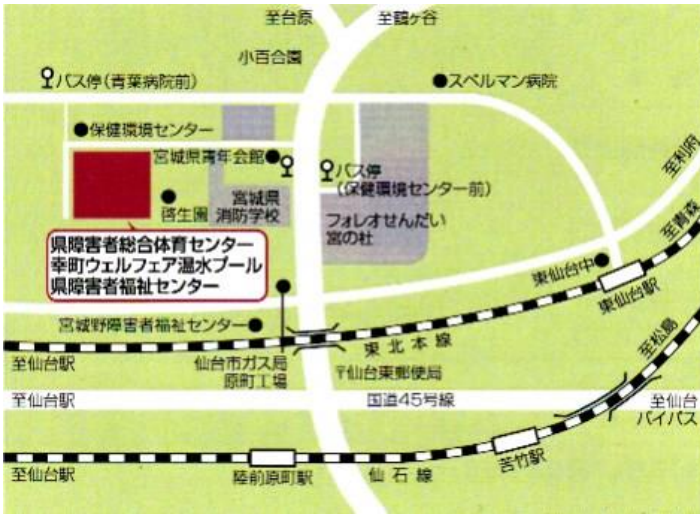 至台原
至鶴ヶ谷
小百合園
バス停(青葉病院前)
スペルマン病院
保健環境センター
宮城県青年会館
バス停
(保健環境センター前)
至利府
啓生園
宮城県
消防学校
フォレオせんだい
宮の杜
至青森
県障害者総合体育センター
幸町ウェルフェア温水プール
県障害者福祉センター
東仙台中
東仙台駅
宮城野障害者福祉センター
東北本線
至松島
至仙台駅
仙台市ガス局
原町工場
〒仙台東郵便局
至仙台駅
国道45号線
至仙台
バイパス
至仙台駅
陸前原町駅
仙石線
苦竹駅